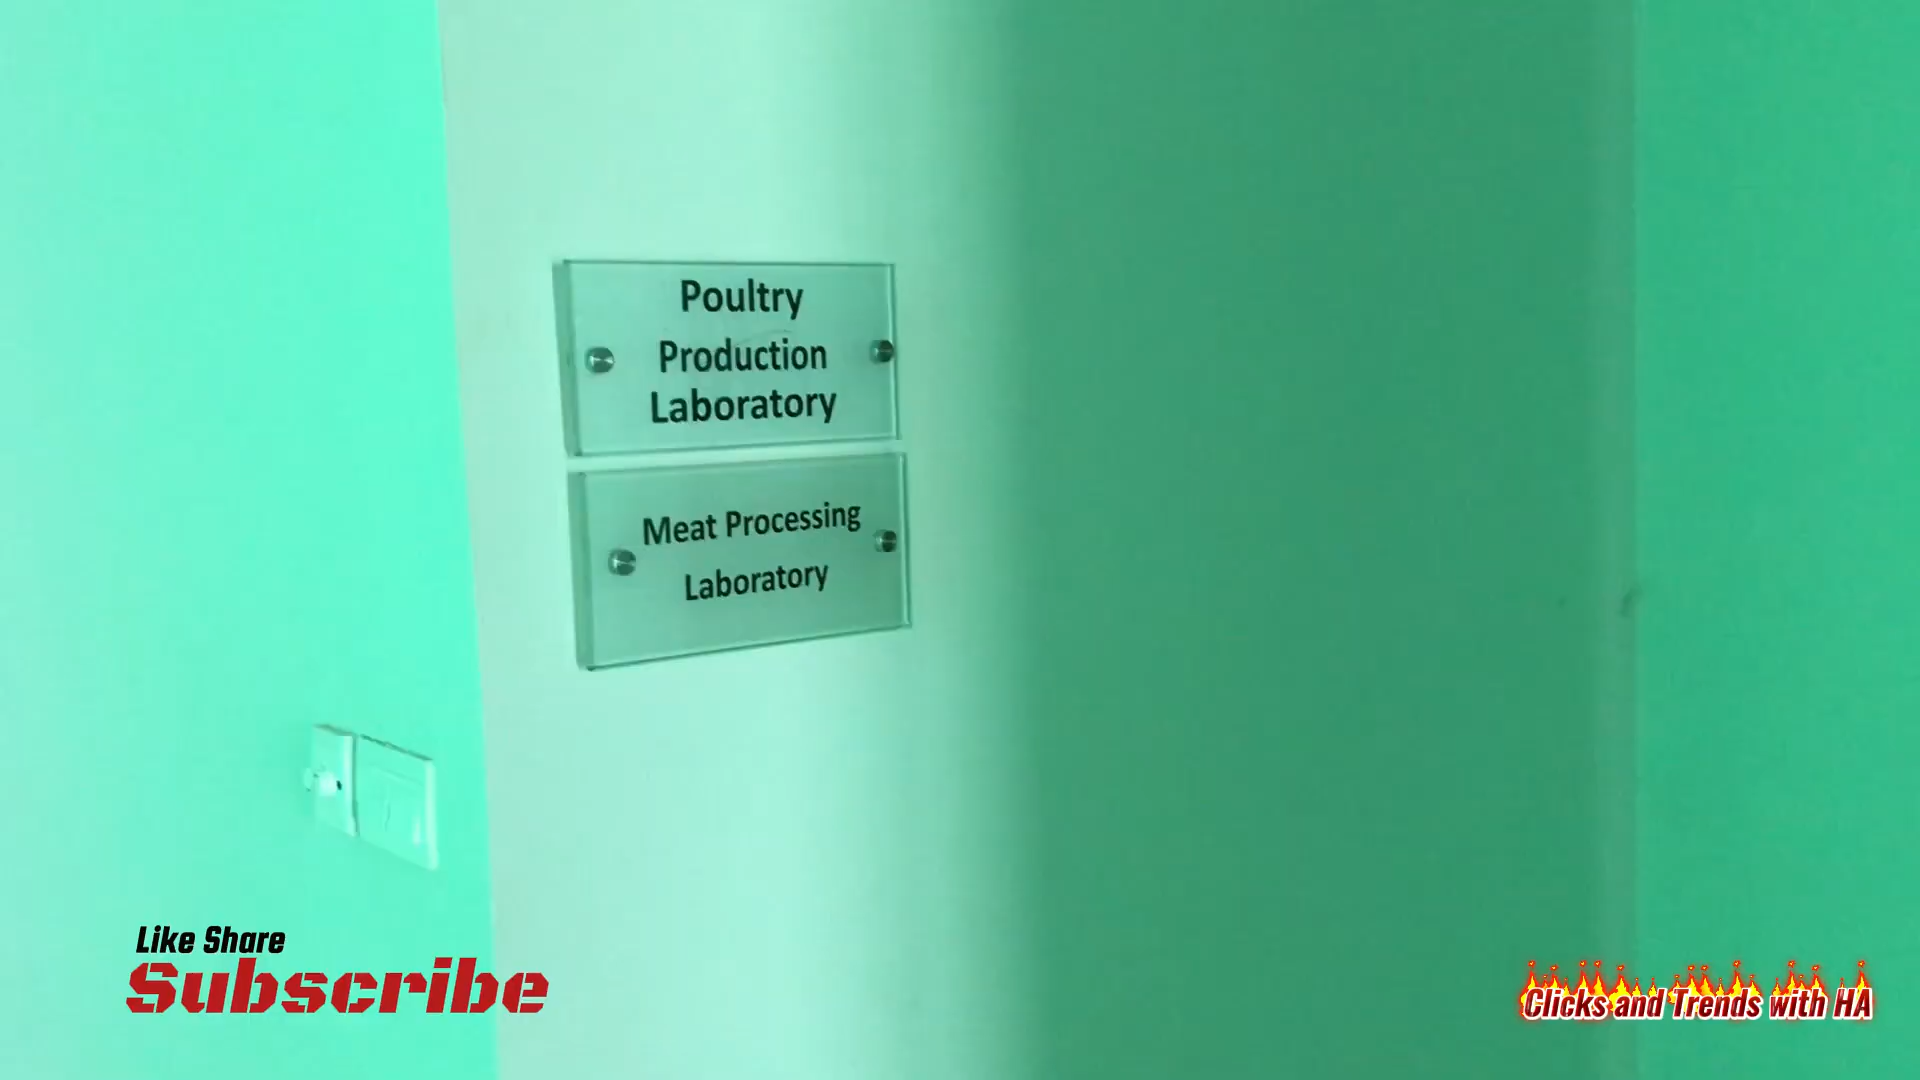 Poultry
Production
Laboratory
Meat Processing
Laboratory
Like Share
Subscribe
Clicks and Trends with HA